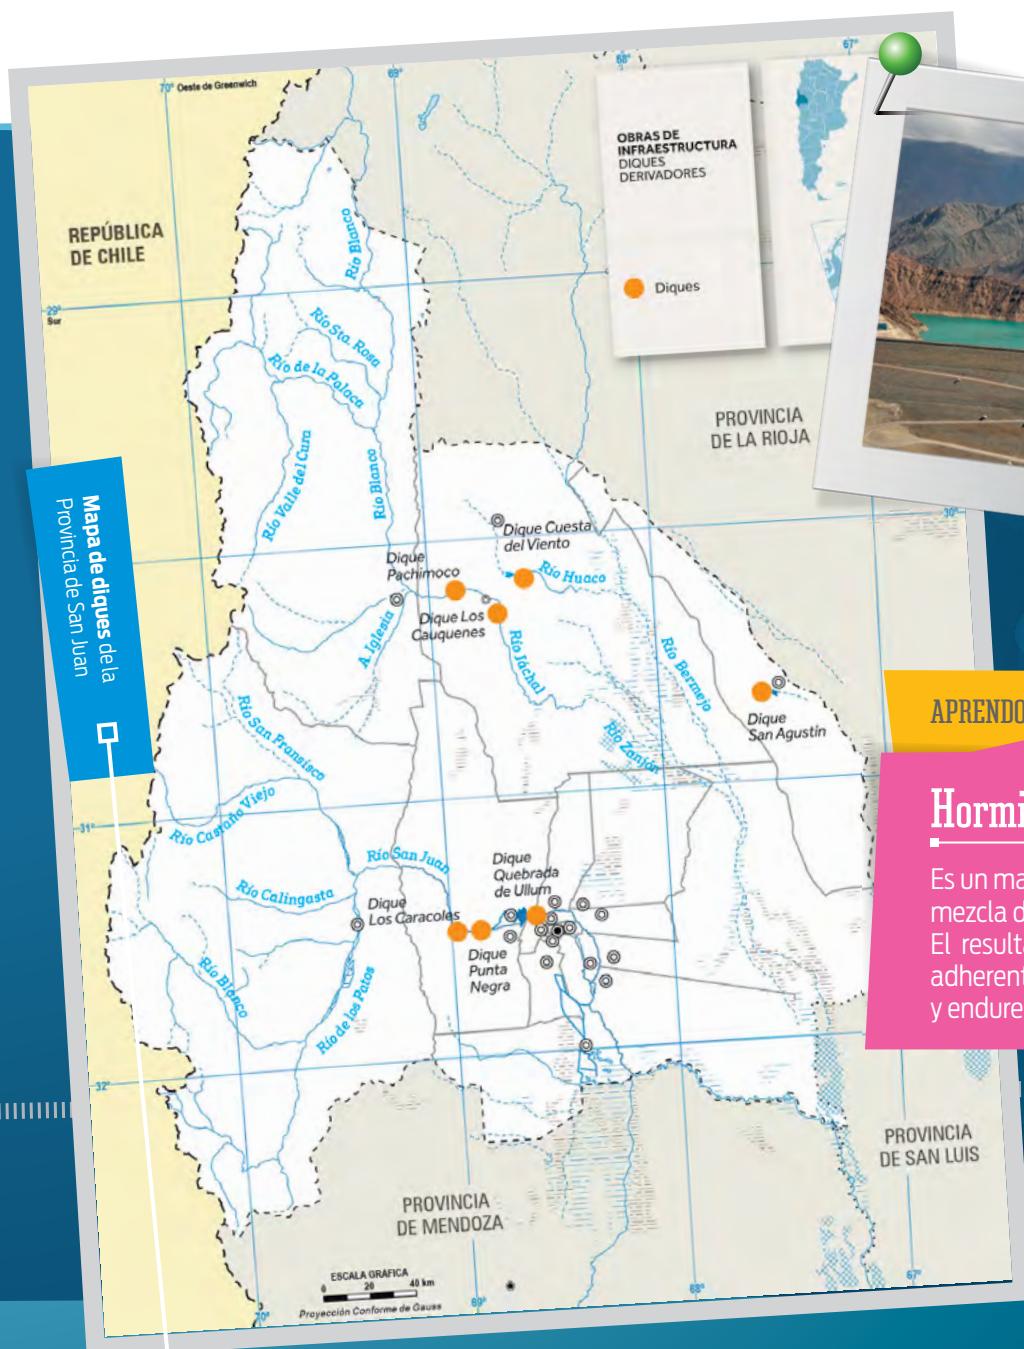 70° Oeste de Greenwich
69°
68°
67°
OBRAS DE
INFRAESTRUCTURA
DIQUES
DERIVADORES
Diques
REPÚBLICA
DE CHILE
29°
Sur
Río Blanco
Río Sta. Rosa
Río de la Palaca
Río Valle del Cura
Río Blanco
PROVINCIA
DE LA RIOJA
30°
Mapa de diques de la
Provincia de San Juan
Dique Cuesta
del Viento
Dique
Pachimoco
Río Huaco
Dique Los
Cauquenes
A. Iglesia
Río Jáchal
Río Bermejo
Dique
San Agustín
Río Zanjón
Río San Fransisco
APRENDO
31°
Río Castaño Viejo
Río San Juan
Río Calingasta
Dique
Quebrada
de Ullum
Dique
Los Caracoles
Dique
Punta
Negra
Río Blanco
Río de los Patos
Hormi
Es un ma
mezcla d
El resulta
adherent
y endure
32°
PROVINCIA
DE SAN LUIS
PROVINCIA
DE MENDOZA
ESCALA GRÁFICA
0 20 40 km
Proyección Conforme de Gauss
70°
69°
68°
67°